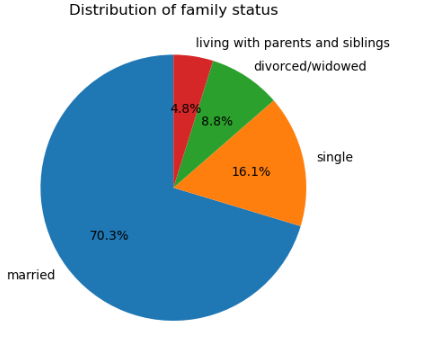 Distribution of family status
living with parents and siblings
divorced/widowed
4.8%
8.8%
single
16.1%
70.3%
married